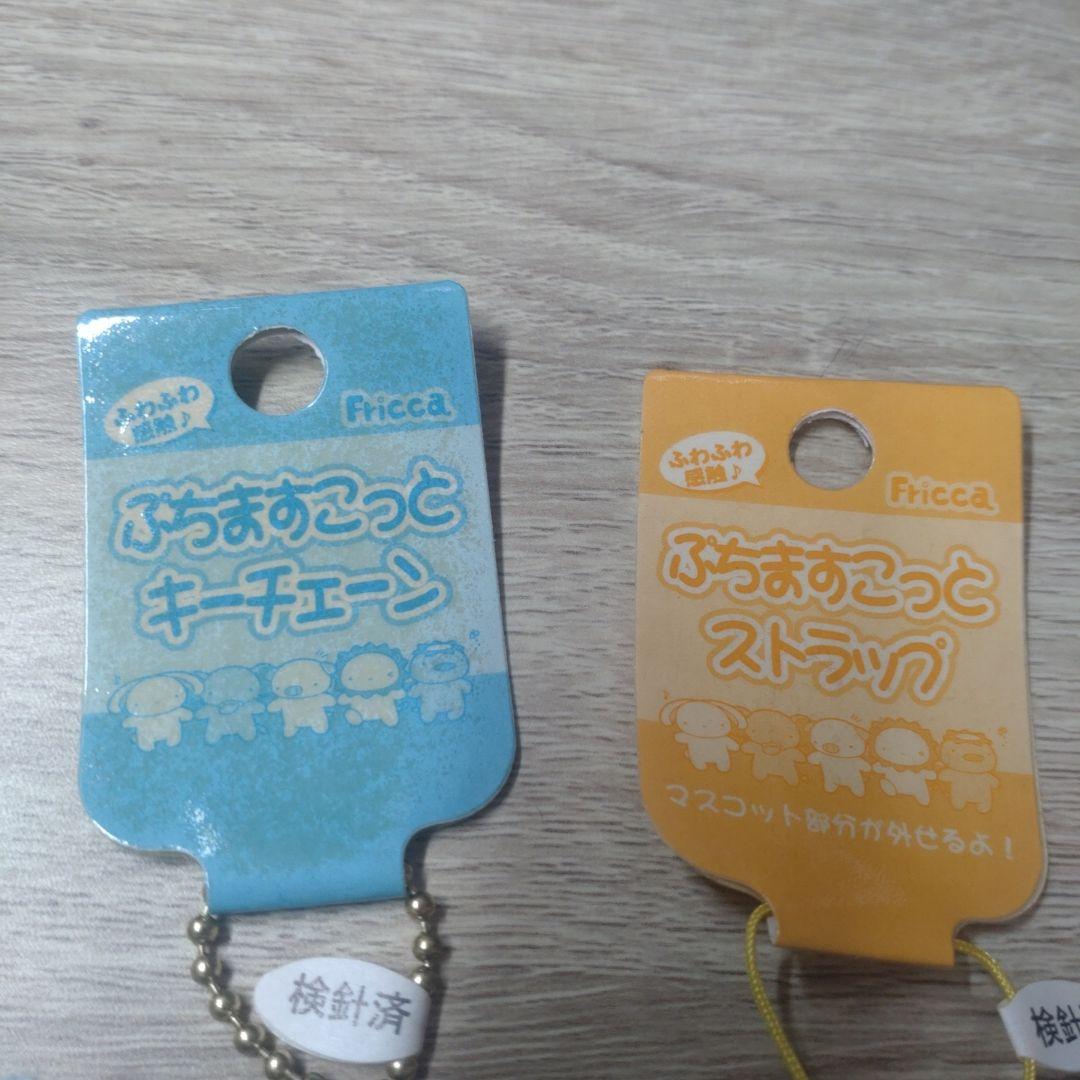 ふわふわ
感触♪
Fricca
ぷちますこっと
キーチェーン
検針済
ふわふわ
感触♪
Fricca
ぷちますこっと
ストラップ
マスコット部分が外せるよ!
検針